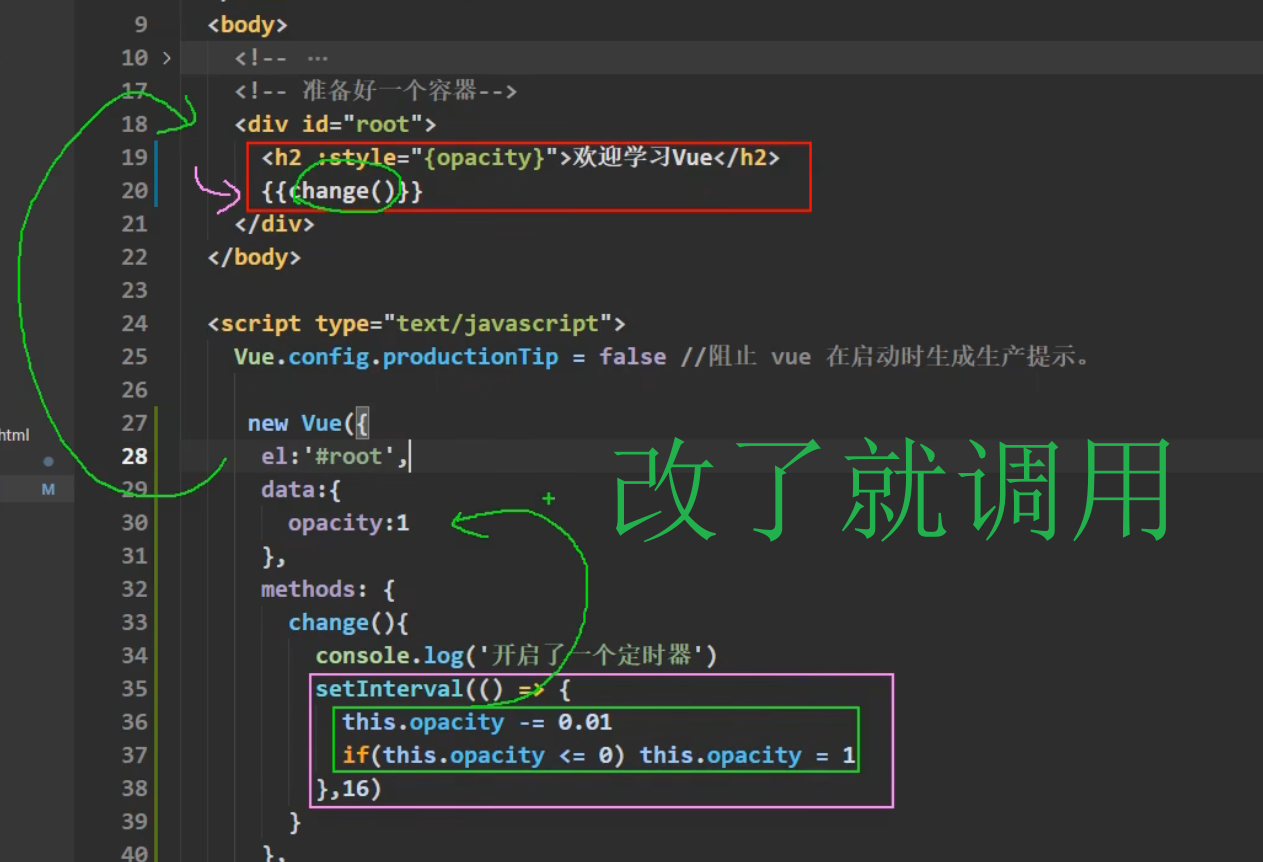 9 <body>
10 > <!-- ...
17 <!-- 准备好一个容器-->
18 <div id="root">
19 <h2 :style="{opacity}">欢迎学习Vue</h2>
20 {{change()}}
21 </div>
22 </body>
23
24 <script type="text/javascript">
25 Vue.config.productionTip = false //阻止 vue 在启动时生成生产提示。
26
27 new Vue({
html
28 el:'#root',
改了就调用
M 29 data:{
30 opacity:1
31 },
32 methods: {
33 change(){
34 console.log('开启了一个定时器')
35 setInterval(() => {
36 this.opacity -= 0.01
37 if(this.opacity <= 0) this.opacity = 1
38 },16)
39 }
40 },